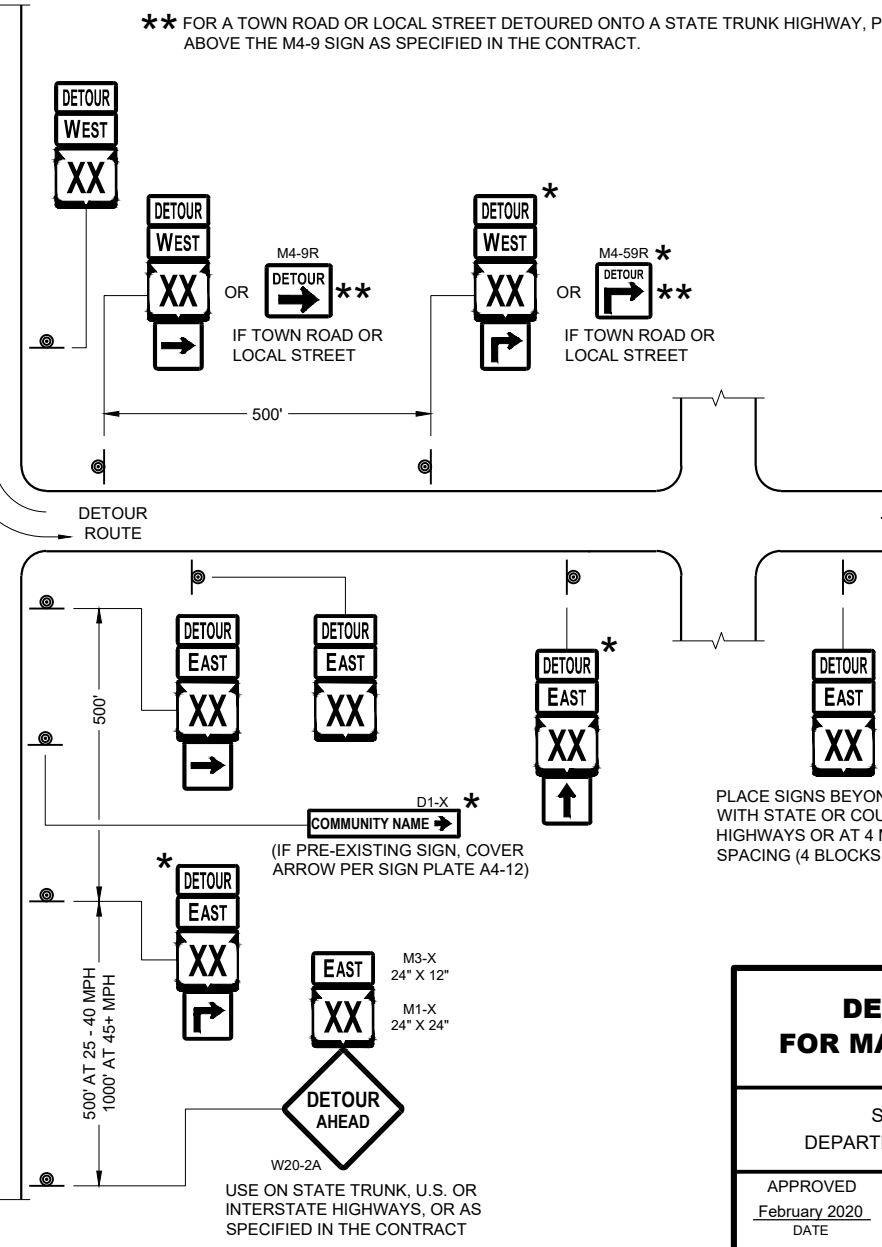 ** FOR A TOWN ROAD OR LOCAL STREET DETOURED ONTO A STATE TRUNK HIGHWAY, P
ABOVE THE M4-9 SIGN AS SPECIFIED IN THE CONTRACT.
DETOUR
WEST
XX
DETOUR
WEST
XX
OR
M4-9R
DETOUR
**
IF TOWN ROAD OR
LOCAL STREET
DETOUR *
WEST
XX
OR
M4-59R *
DETOUR
**
IF TOWN ROAD OR
LOCAL STREET
500'
DETOUR
ROUTE
500'
DETOUR
EAST
XX
DETOUR
EAST
XX
DETOUR *
EAST
XX
DETOUR
EAST
XX
PLACE SIGNS BEYON
WITH STATE OR COU
HIGHWAYS OR AT 4 M
SPACING (4 BLOCKS
D1-X *
COMMUNITY NAME
(IF PRE-EXISTING SIGN, COVER
ARROW PER SIGN PLATE A4-12)
* DETOUR
EAST
XX
500' AT 25 - 40 MPH
1000' AT 45+ MPH
EAST
XX
M3-X
24" X 12"
M1-X
24" X 24"
DETOUR
AHEAD
W20-2A
USE ON STATE TRUNK, U.S. OR
INTERSTATE HIGHWAYS, OR AS
SPECIFIED IN THE CONTRACT
DE
FOR MA
S
DEPART
APPROVED
February 2020
DATE